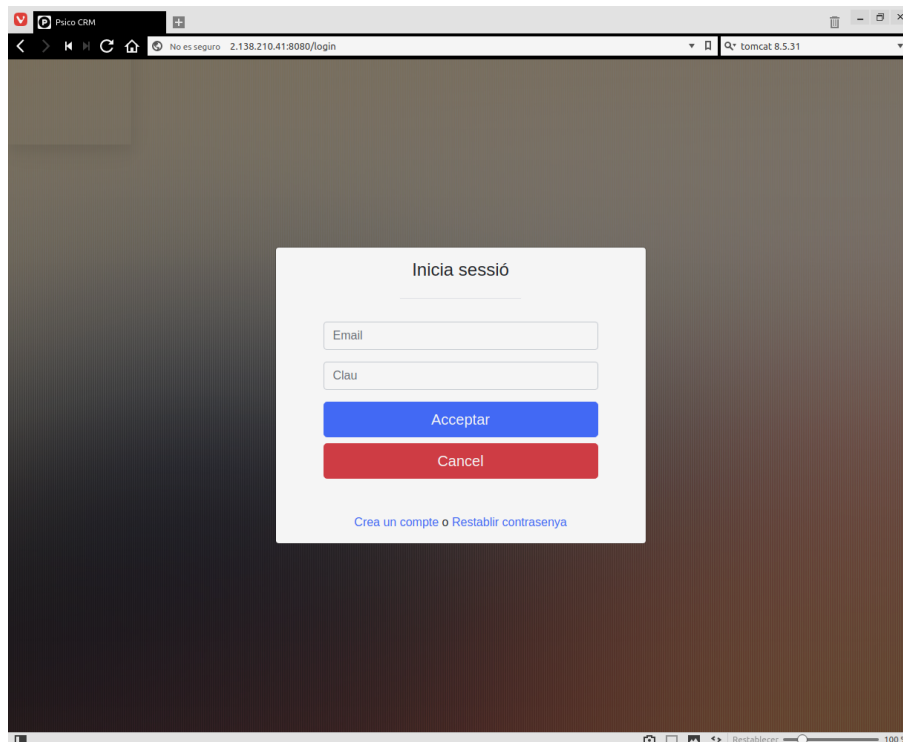 Psico CRM
No es seguro 2.138.210.41:8080/login
tomcat 8.5.31
Inicia sessió
Email
Clau
Acceptar
Cancel
Crea un compte o Restablir contrasenya
Restablecer 100 %